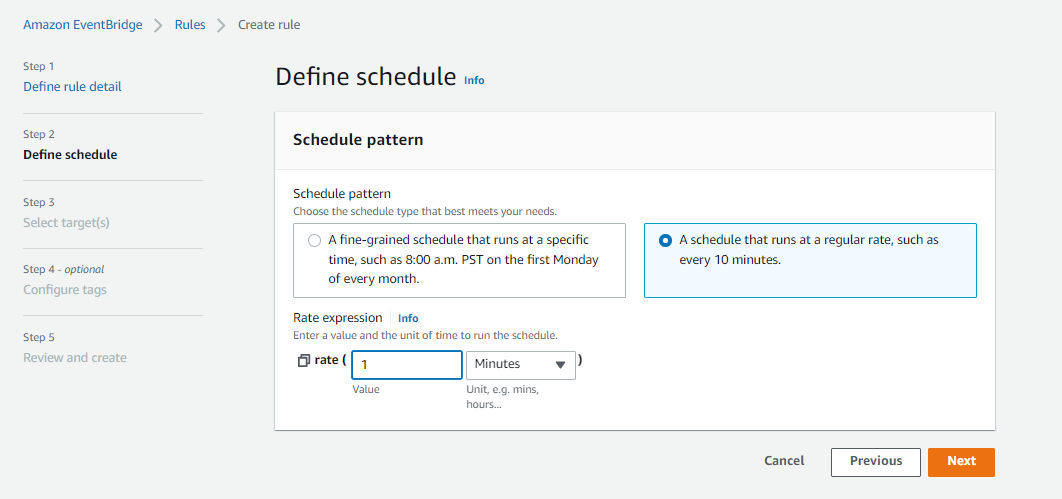 Amazon EventBridge > Rules > Create rule
Step 1
Define rule detail
Step 2
Define schedule
Step 3
Select target(s)
Step 4 - optional
Configure tags
Step 5
Review and create
Define schedule Info
Schedule pattern
Schedule pattern
Choose the schedule type that best meets your needs.
A fine-grained schedule that runs at a specific
time, such as 8:00 a.m. PST on the first Monday
of every month.
A schedule that runs at a regular rate, such as
every 10 minutes.
Rate expression Info
Enter a value and the unit of time to run the schedule.
rate ( 1 Minutes )
Value
Unit, e.g. mins,
hours...
Cancel Previous Next